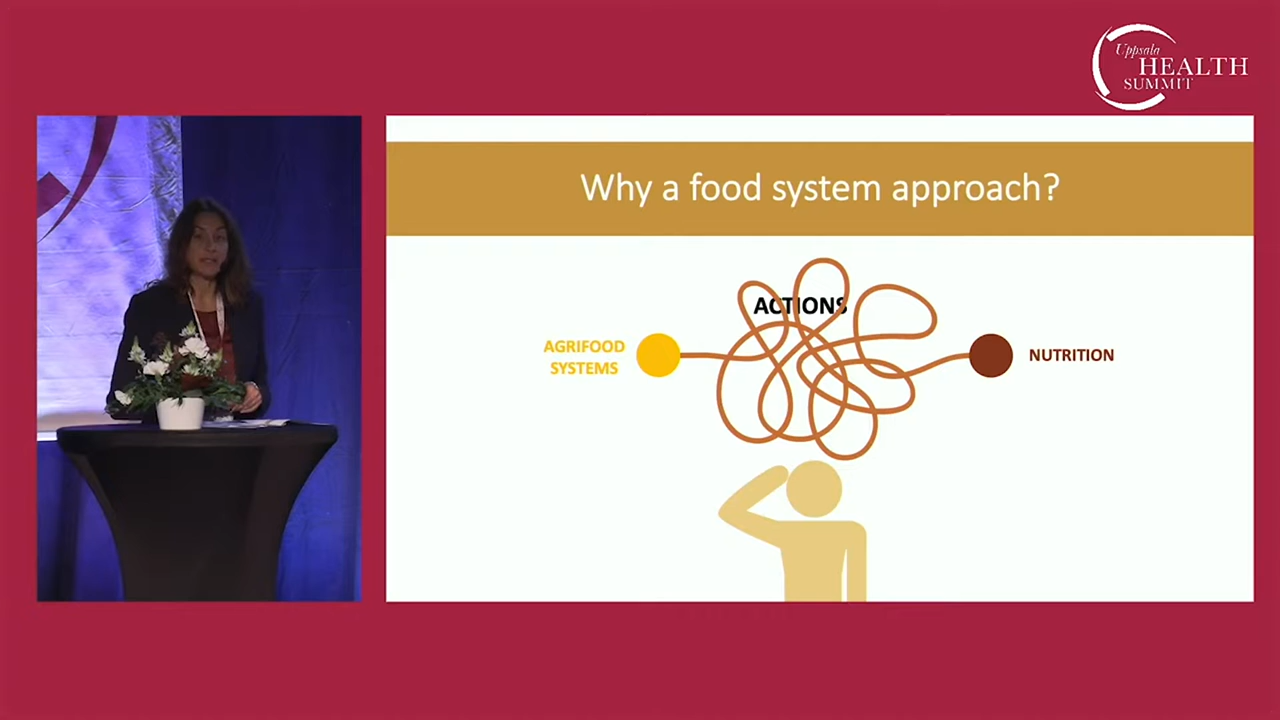 Uppsala
HEALTH
SUMMIT
Why a food system approach?
ACTIONS
AGRIFOOD
SYSTEMS
NUTRITION